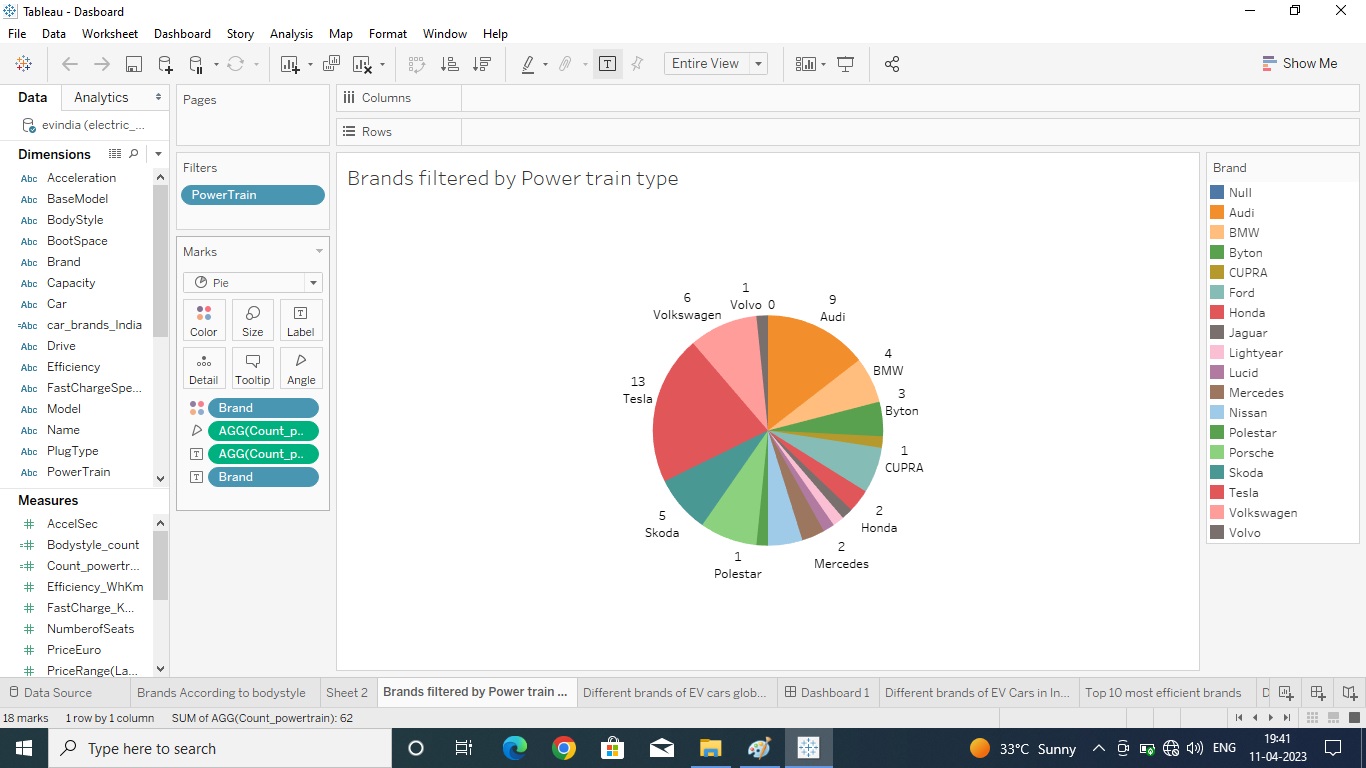 Tableau - Dasboard
File Data Worksheet Dashboard Story Analysis Map Format Window Help
Entire View
Show Me
Data
Analytics
evindia (electric_...
Dimensions
Abc Acceleration
Abc BaseModel
Abc BodyStyle
Abc BootSpace
Abc Brand
Abc Capacity
Abc Car
=Abc car_brands_India
Abc Drive
Abc Efficiency
Abc FastChargeSpe...
Abc Model
Abc Name
Abc PlugType
Abc PowerTrain
Measures
# AccelSec
=# Bodystyle_count
=# Count_powertr...
# Efficiency_WhKm
# FastCharge_K...
# NumberofSeats
# PriceEuro
# PriceRange(La...
Pages
Filters
PowerTrain
Marks
Pie
Color
Size
Label
Detail
Tooltip
Angle
Brand
AGG(Count_p..
AGG(Count_p..
Brand
Columns
Rows
Brands filtered by Power train type
0
9
Audi
4
BMW
3
Byton
1
CUPRA
2
Honda
2
Mercedes
1
Polestar
5
Skoda
13
Tesla
6
Volkswagen
1
Volvo
Brand
Null
Audi
BMW
Byton
CUPRA
Ford
Honda
Jaguar
Lightyear
Lucid
Mercedes
Nissan
Polestar
Porsche
Skoda
Tesla
Volkswagen
Volvo
Data Source
Brands According to bodystyle
Sheet 2
Brands filtered by Power train ...
Different brands of EV cars glob...
Dashboard 1
Different brands of EV Cars in In...
Top 10 most efficient brands
18 marks 1 row by 1 column SUM of AGG(Count_powertrain): 62
Type here to search
33°C Sunny
ENG
19:41
11-04-2023